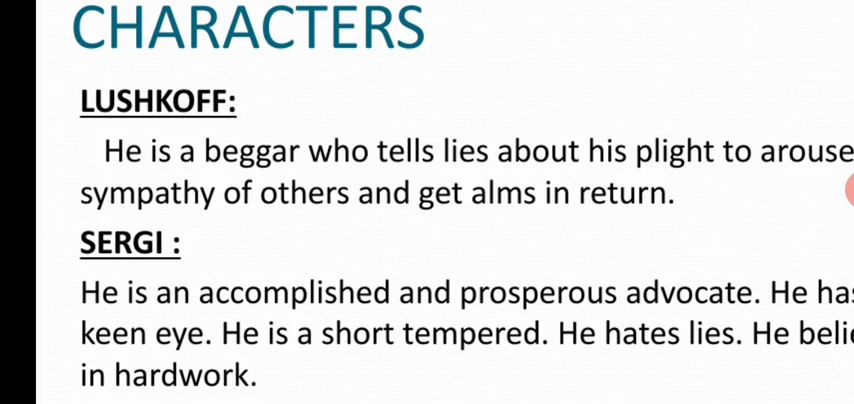 CHARACTERS
LUSHKOFF:
He is a beggar who tells lies about his plight to arouse
sympathy of others and get alms in return.
SERGI :
He is an accomplished and prosperous advocate. He
keen eye. He is a short tempered. He hates lies. He
in hardwork.